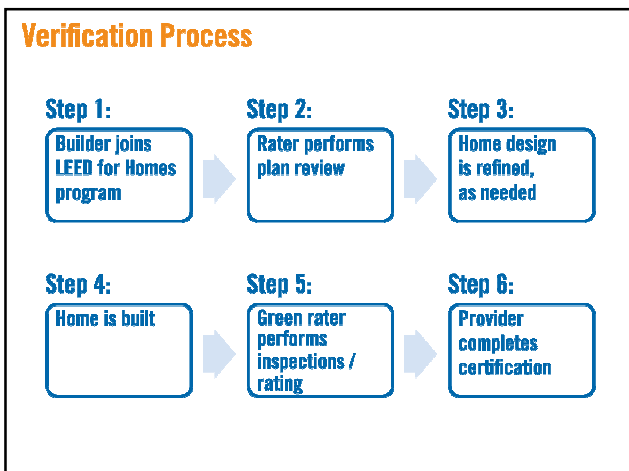 Verification Process
Step 1:
Builder joins
LEED for Homes
program
Step 2:
Rater performs
plan review
Step 3:
Home design
is refined,
as needed
Step 4:
Home is built
Step 5:
Green rater
performs
inspections /
rating
Step 6:
Provider
completes
certification